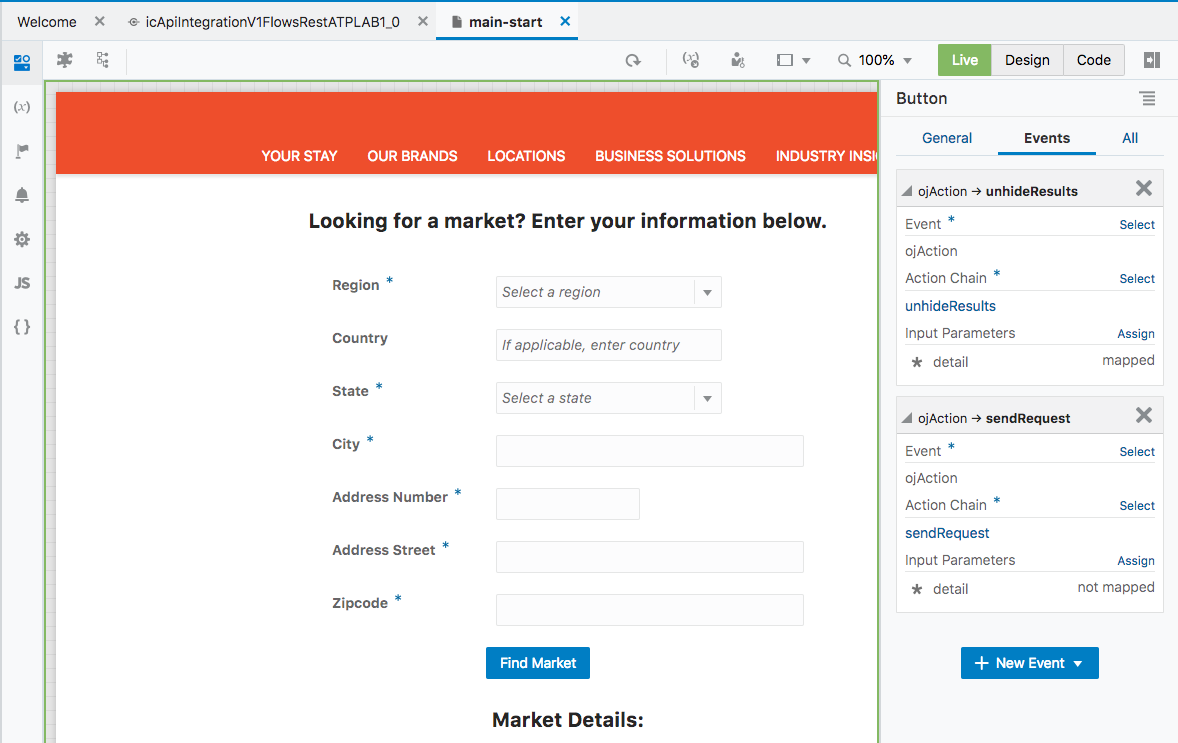 Welcome icApiIntegrationV1FlowsRestATPLAB1_0 main-start
100% Live Design Code
(x)
JS
{ }
YOUR STAY OUR BRANDS LOCATIONS BUSINESS SOLUTIONS INDUSTRY INSI
Looking for a market? Enter your information below.
Region * Select a region
Country If applicable, enter country
State * Select a state
City *
Address Number *
Address Street *
Zipcode *
Find Market
Market Details:
Button
General Events All
ojAction → unhideResults
Event * Select
ojAction
Action Chain * Select
unhideResults
Input Parameters Assign
* detail mapped
ojAction → sendRequest
Event * Select
ojAction
Action Chain * Select
sendRequest
Input Parameters Assign
* detail not mapped
+ New Event